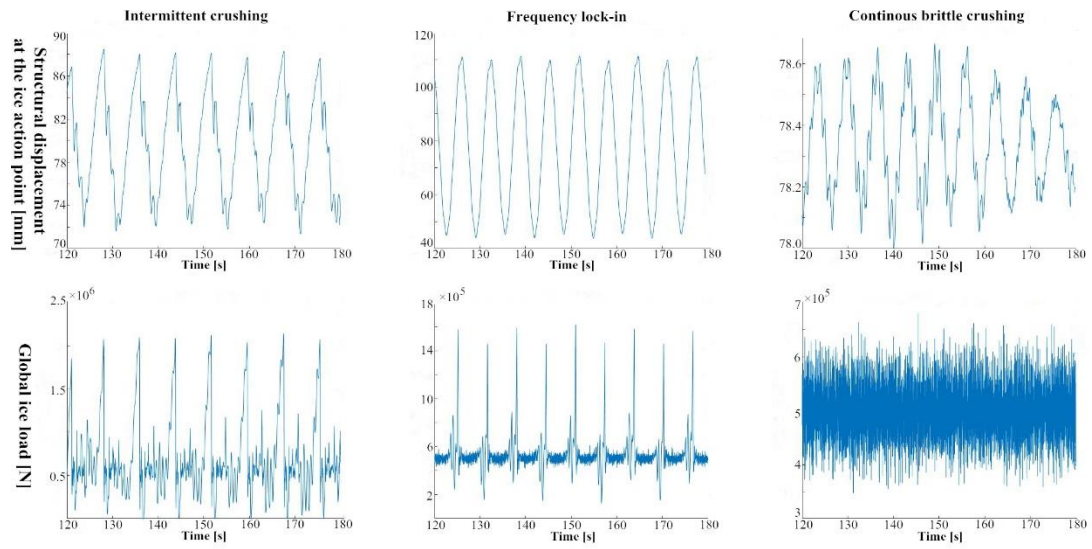 Intermittent crushing
Frequency lock-in
Continous brittle crushing
Structural displacement
at the ice action point [mm]
90
86
82
78
74
70
120 130 140 150 160 170 180
Time [s]
120
100
80
60
40
120 130 140 150 160 170 180
Time [s]
78.6
78.4
78.2
78.0
120 130 140 150 160 170 180
Time [s]
Global ice load [N]
×10⁶
2.5
2
1.5
1
0.5
120 130 140 150 160 170 180
Time [s]
×10⁵
18
14
10
6
2
120 130 140 150 160 170 180
Time [s]
×10⁵
7
6
5
4
3
120 130 140 150 160 170 180
Time [s]